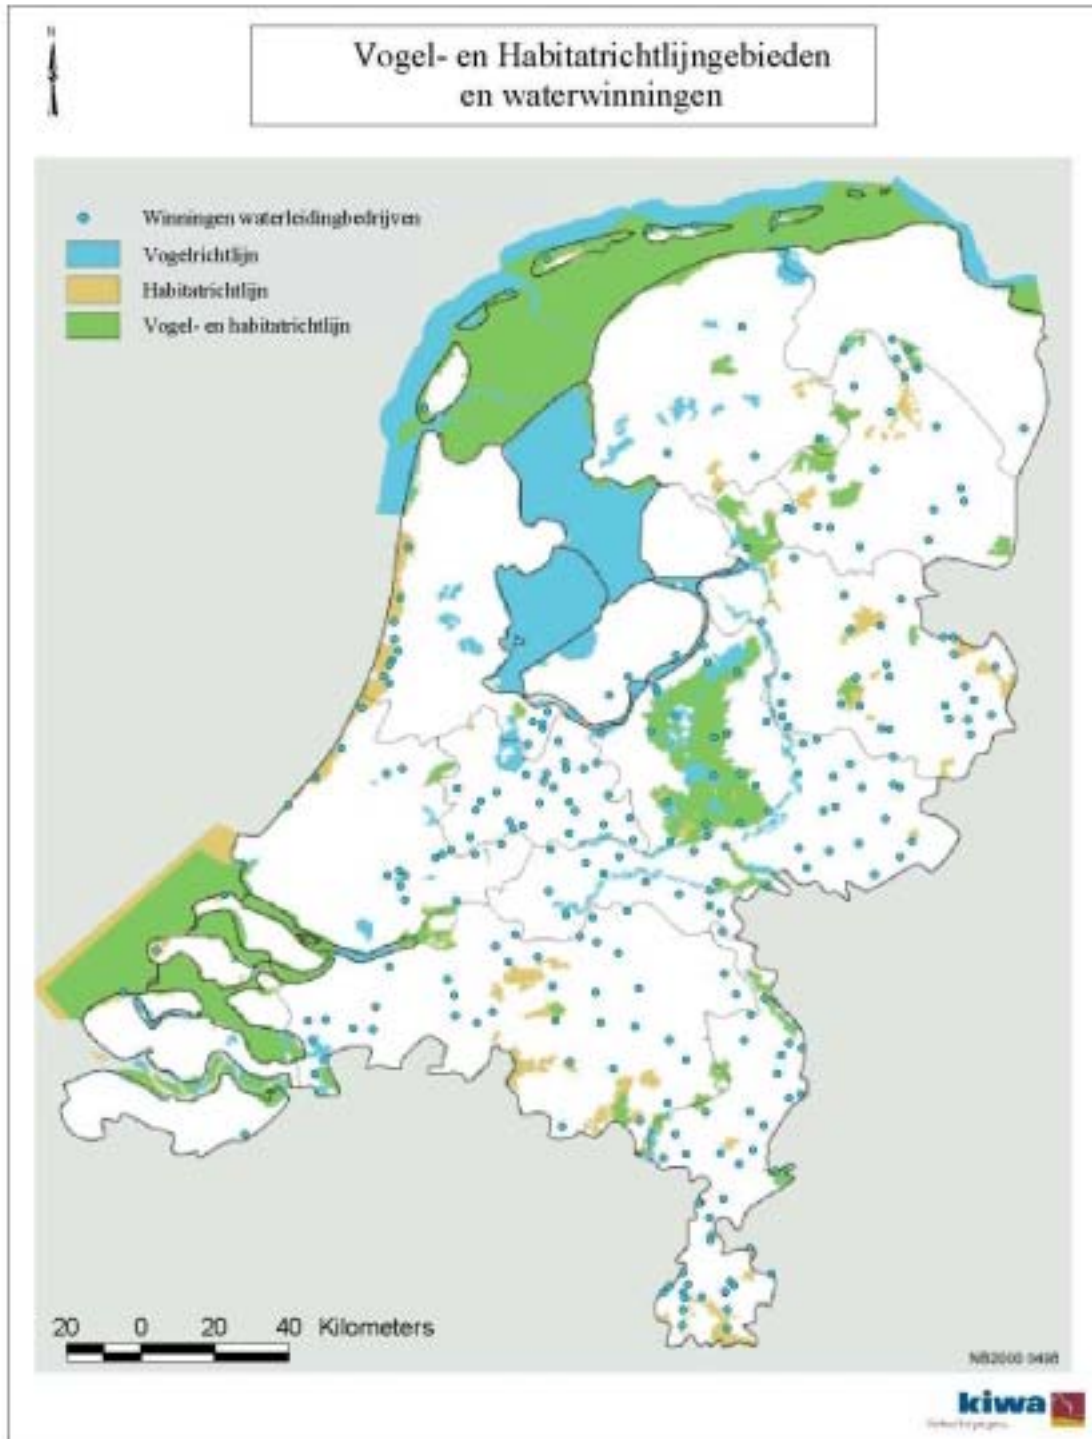 N
Vogel- en Habitatrichtlijngebieden
en waterwinningen
Winningen waterleidingbedrijven
Vogelrichtlijn
Habitatrichtlijn
Vogel- en habitatrichtlijn
20 0 20 40 Kilometers
kiwa